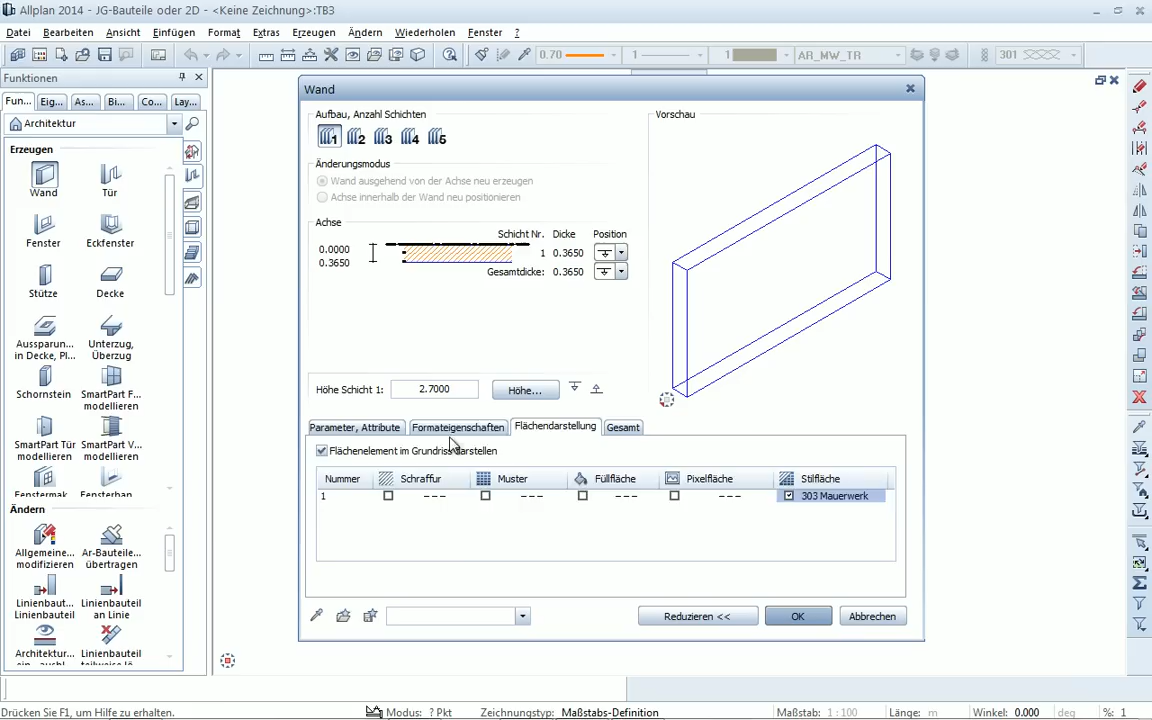 Allplan 2014 - JG-Bauteile oder 2D - <Keine Zeichnung>:TB3
Datei Bearbeiten Ansicht Einfügen Format Extras Erzeugen Ändern Wiederholen Fenster ?
0.70 1 1 AR_MW_TR 301
Funktionen
Fun... Eig... As... Bi... Co... Lay...
Architektur
Erzeugen
Wand Tür
Fenster Eckfenster
Stütze Decke
Aussparun... in Decke, Pl...
Unterzug, Überzug
Schornstein
SmartPart F... modellieren
SmartPart Tür modellieren
SmartPart V... modellieren
Fenstermak... Fensterban...
Ändern
Allgemeine... modifizieren
Ar-Bauteile... übertragen
Linienbaut... Linienbauteil
Linienbauteil an Linie
Architektur...
Linienbauteil
Wand
Aufbau, Anzahl Schichten
1 2 3 4 5
Änderungsmodus
Wand ausgehend von der Achse neu erzeugen
Achse innerhalb der Wand neu positionieren
Achse
Schicht Nr. Dicke Position
0.0000
0.3650
1 0.3650
Gesamtdicke: 0.3650
Höhe Schicht 1: 2.7000 Höhe...
Vorschau
Parameter, Attribute Formateigenschaften Flächendarstellung Gesamt
Flächenelement im Grundriss darstellen
Nummer Schraffur Muster Füllfläche Pixelfläche Stilfläche
1 --- --- --- --- 303 Mauerwerk
Reduzieren << OK Abbrechen
Drücken Sie F1, um Hilfe zu erhalten. Modus: ? Pkt Zeichnungstyp: Maßstabs-Definition Maßstab: 1 : 100 Länge: m Winkel: 0.000 deg %: 1